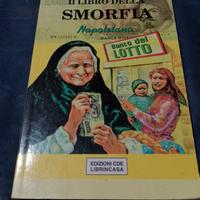 Il LIBRO DELLA
SMORFIA
Napoletana
Banco del
LOTTO
EDIZIONI CDE
LIBRINCASA